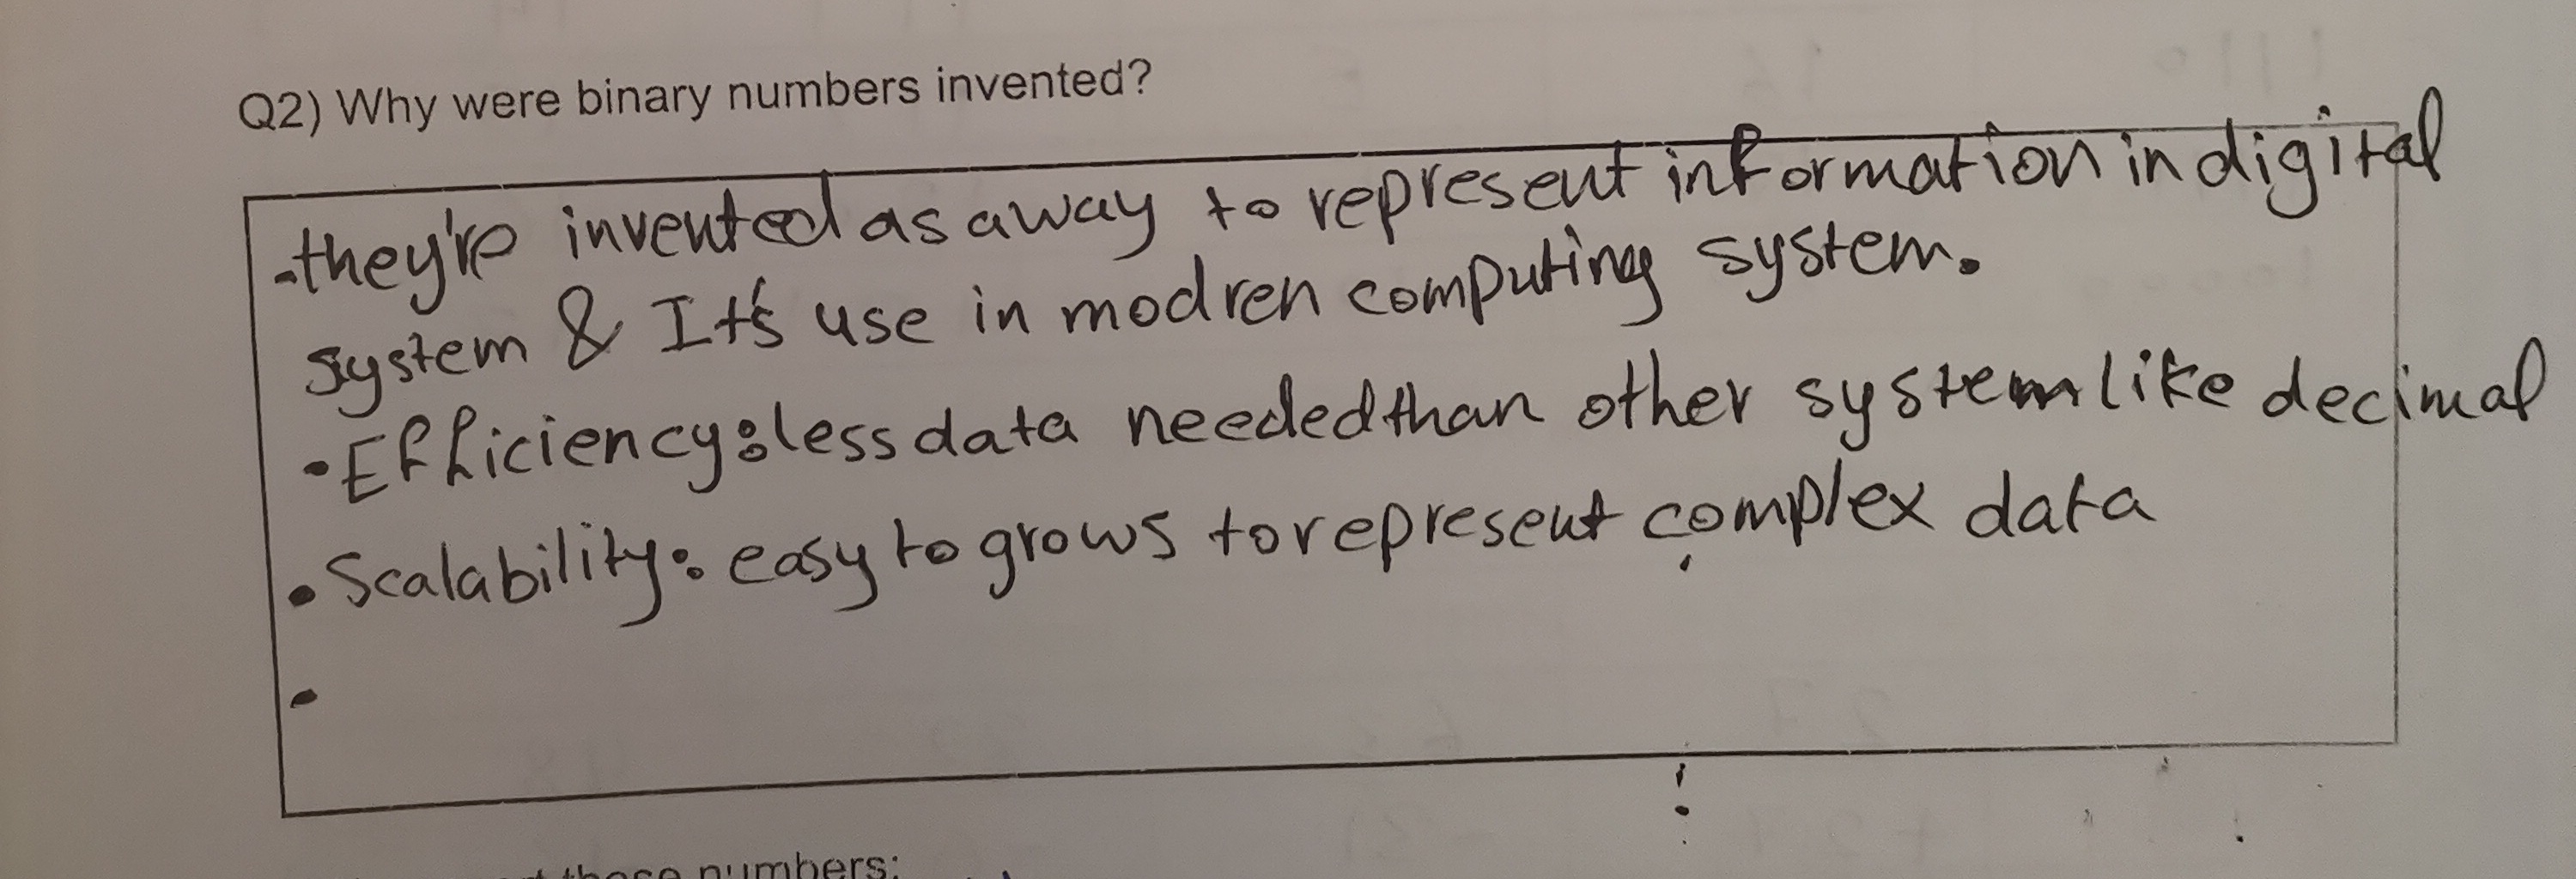 Q2) Why were binary numbers invented?
-they're invented as a way to represent information in digital
system & It's use in modren computing system.
• Efficiency: less data needed than other system like decimal
• Scalability: easy to grows to represent complex data
•
these numbers: